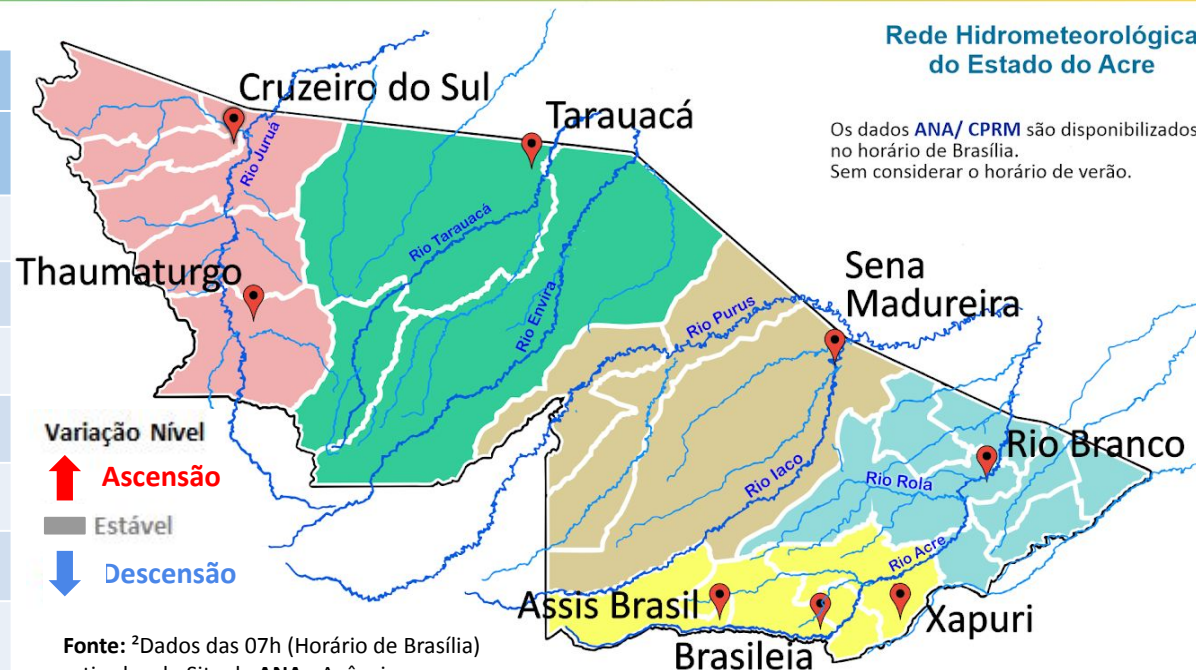 Rede Hidrometeorológica
do Estado do Acre
Os dados ANA/ CPRM são disponibilizados
no horário de Brasília.
Sem considerar o horário de verão.
Cruzeiro do Sul
Tarauacá
Rio Juruá
Rio Tarauacá
Thaumaturgo
Rio Envira
Sena
Madureira
Rio Purus
Variação Nível
Ascensão
Estável
Descensão
Rio Branco
Rio Iaco
Rio Rola
Rio Acre
Assis Brasil
Xapuri
Brasileia
Fonte: ²Dados das 07h (Horário de Brasília)